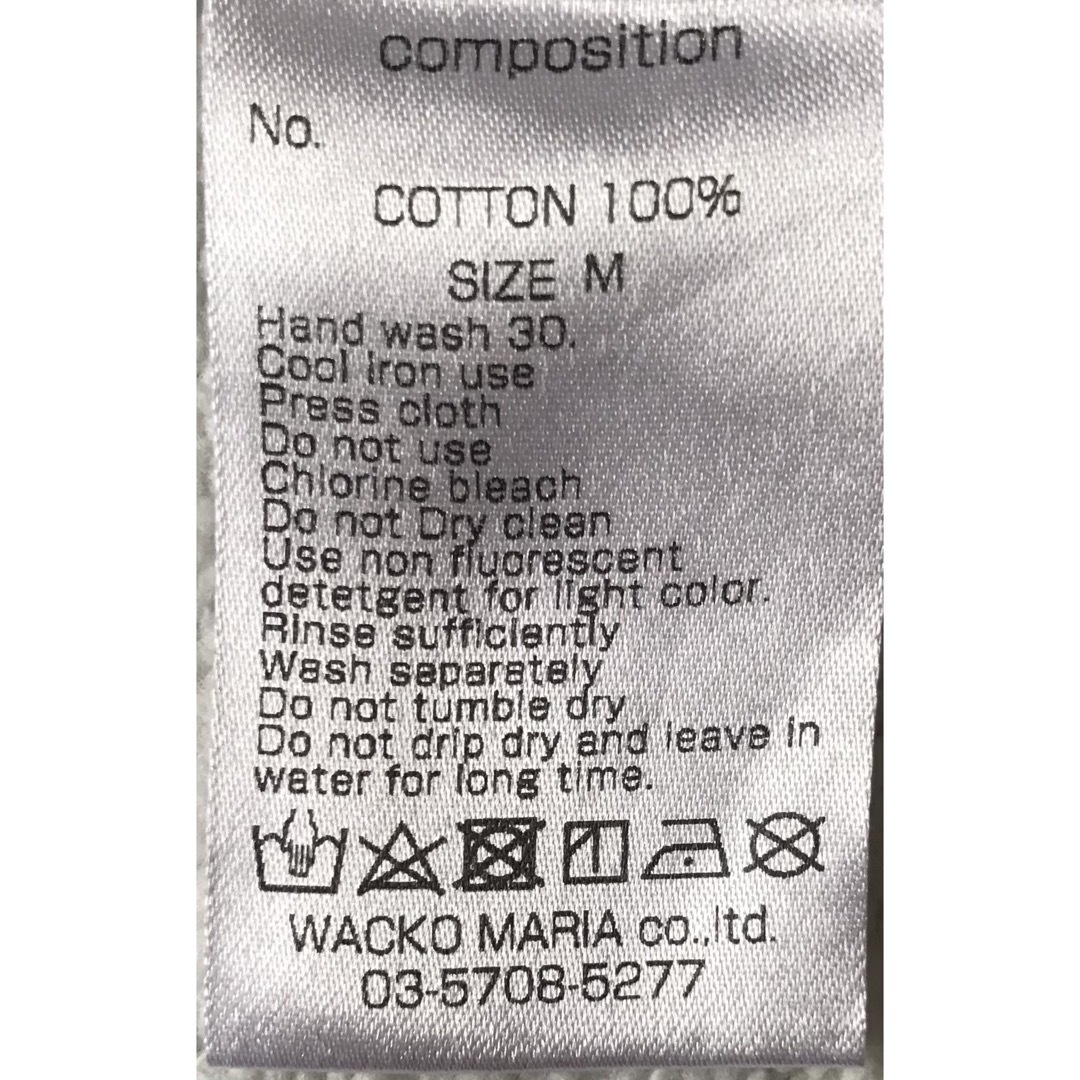 composition
No.
COTTON 100%
SIZE M
Hand wash 30.
Cool Iron use
Press cloth
Do not use
Chlorine bleach
Do not Dry clean
Use non fluorescent
detetgent for light color.
Rinse sufficiently
Wash separately
Do not tumble dry
Do not drip dry and leave in
water for long time.
WACKO MARIA co.,ltd.
03-5708-5277